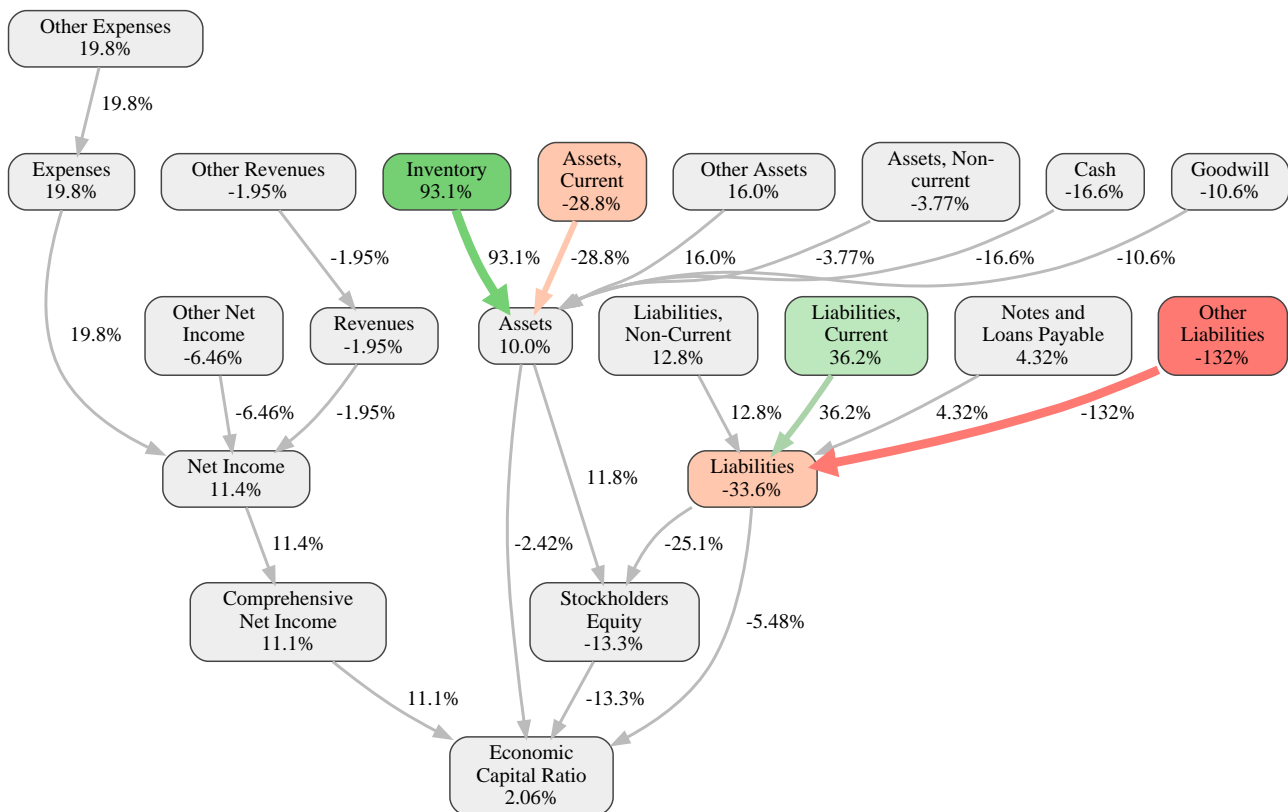 Other Expenses
19.8%
19.8%
Expenses
19.8%
Other Revenues
-1.95%
Inventory
93.1%
Assets,
Current
-28.8%
Other Assets
16.0%
Assets, Non-
current
-3.77%
Cash
-16.6%
Goodwill
-10.6%
-1.95%
93.1%
-28.8%
16.0%
-3.77%
-16.6%
-10.6%
19.8%
Other Net
Income
-6.46%
Revenues
-1.95%
Assets
10.0%
Liabilities,
Non-Current
12.8%
Liabilities,
Current
36.2%
Notes and
Loans Payable
4.32%
Other
Liabilities
-132%
-6.46%
-1.95%
12.8%
36.2%
4.32%
-132%
Net Income
11.4%
11.8%
Liabilities
-33.6%
11.4%
-2.42%
-25.1%
Comprehensive
Net Income
11.1%
Stockholders
Equity
-13.3%
-5.48%
11.1%
-13.3%
Economic
Capital Ratio
2.06%